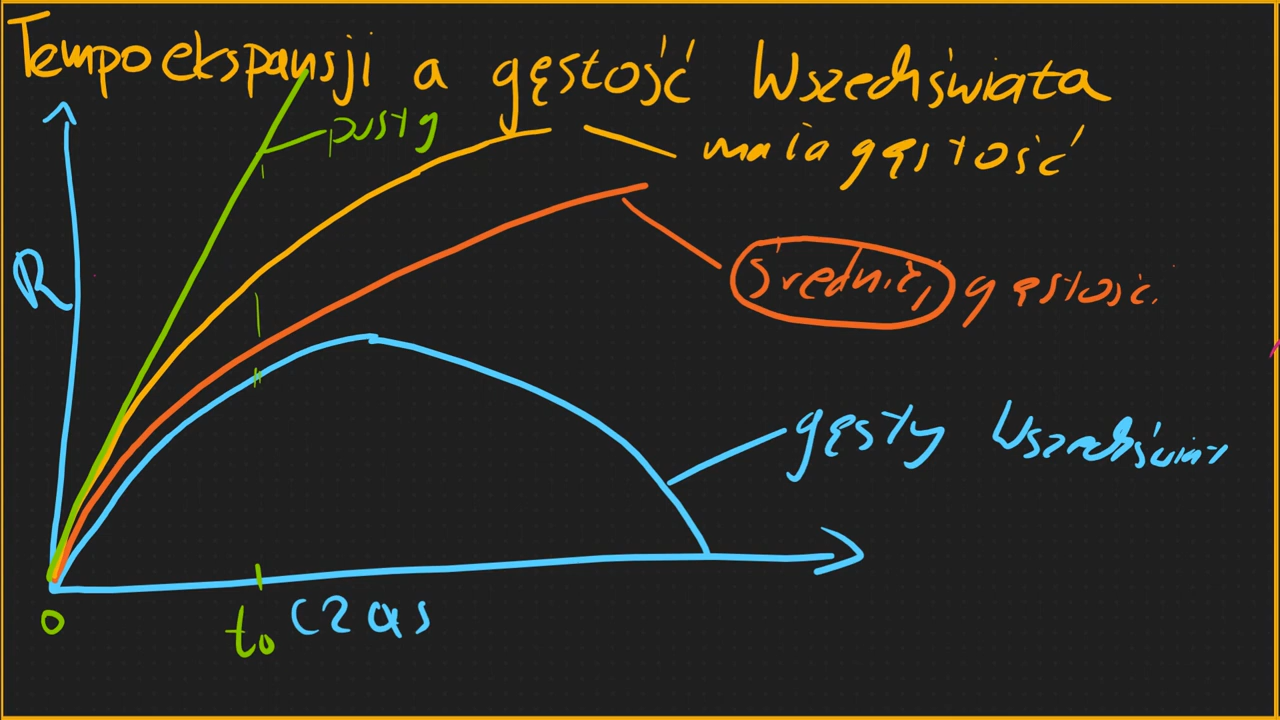 Tempo ekspansji a gęstość Wszechświata
pusty
mała gęstość
R
średnia, gęstość.
gęsty Wszechświat
0
t₀
czas